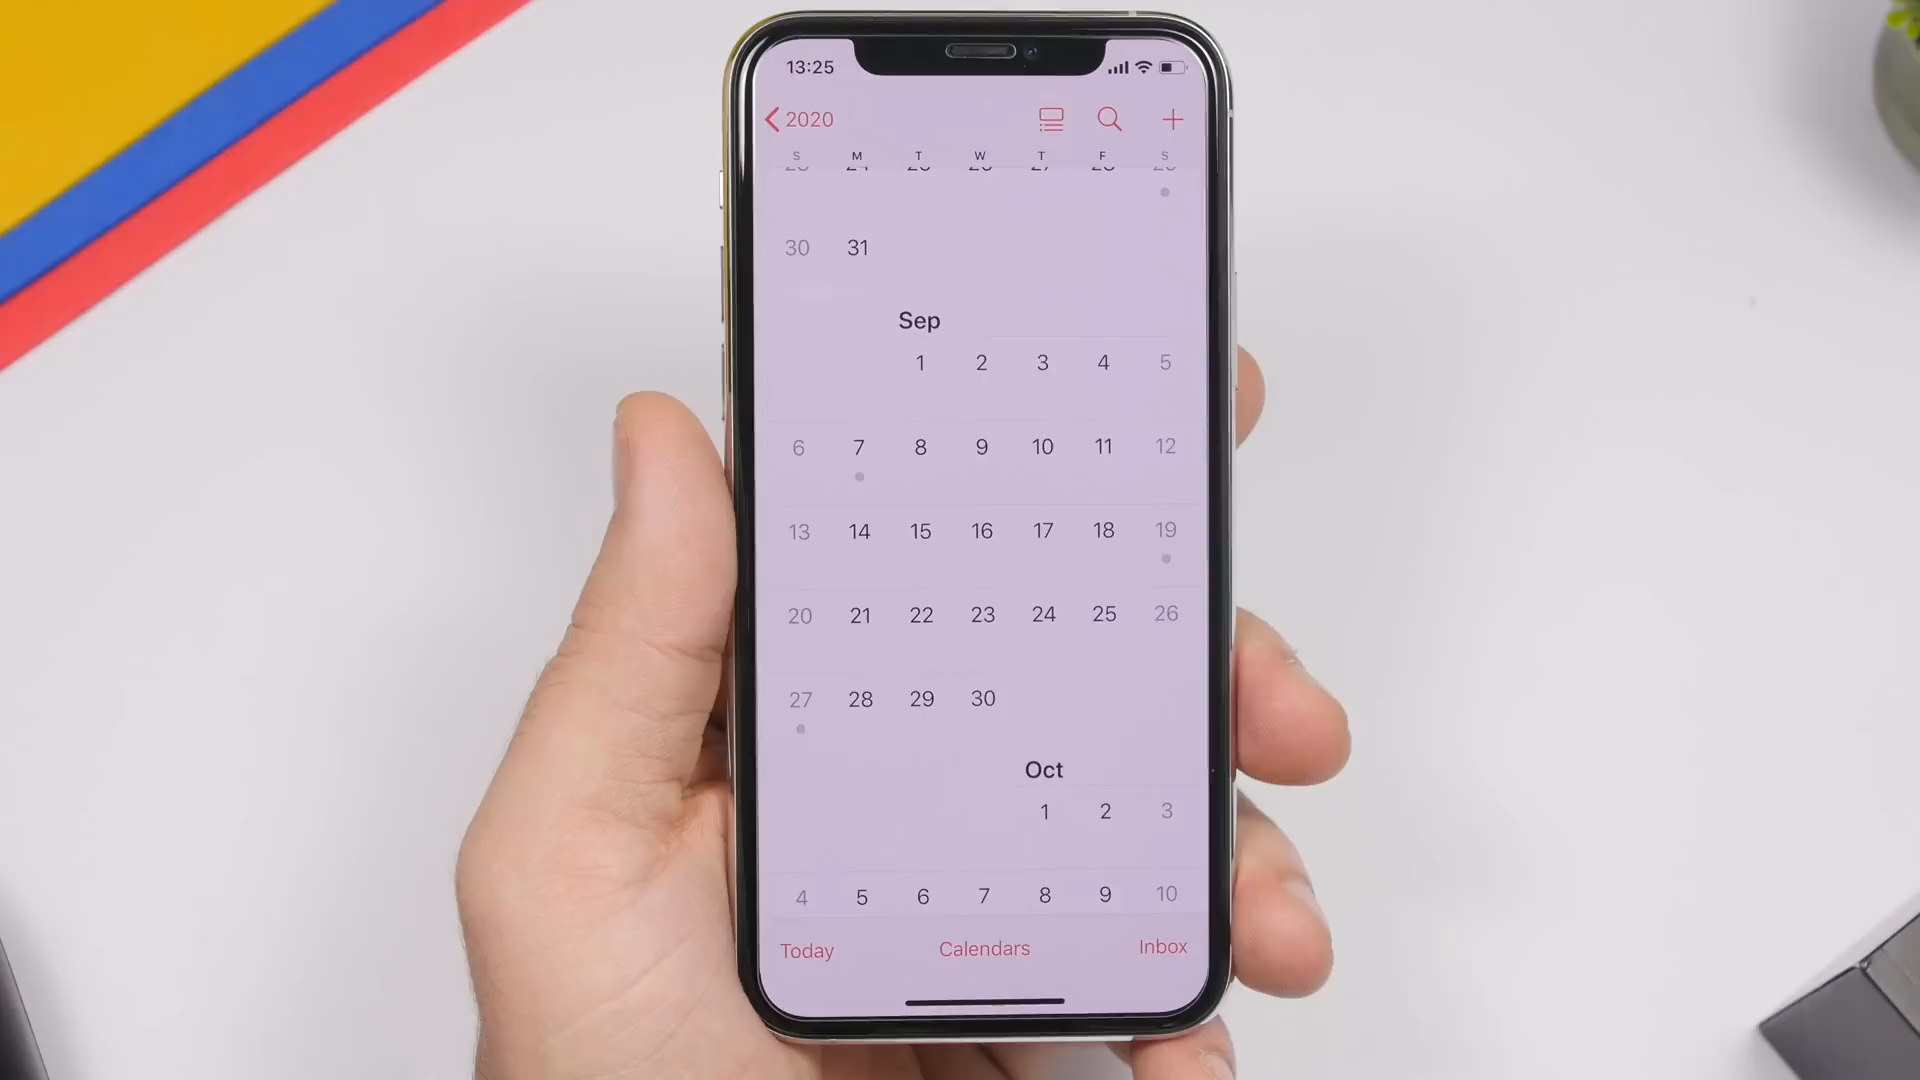 13:25
2020
S M T W T F S
30 31
Sep
1 2 3 4 5
6 7 8 9 10 11 12
13 14 15 16 17 18 19
20 21 22 23 24 25 26
27 28 29 30
Oct
1 2 3
4 5 6 7 8 9 10
Today Calendars Inbox